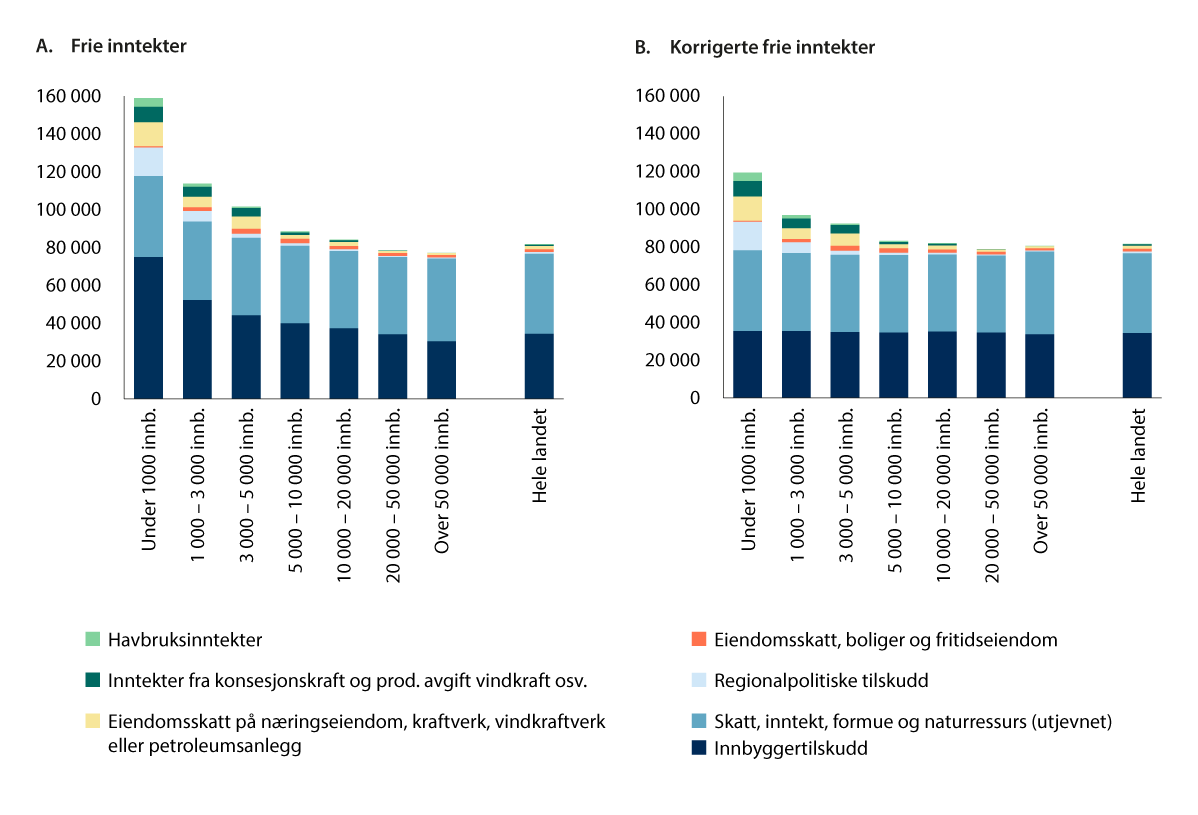 A. Frie inntekter
160 000
140 000
120 000
100 000
80 000
60 000
40 000
20 000
0
Under 1000 innb.
1 000 – 3 000 innb.
3 000 – 5 000 innb.
5 000 – 10 000 innb.
10 000 – 20 000 innb.
20 000 – 50 000 innb.
Over 50 000 innb.
Hele landet
B. Korrigerte frie inntekter
160 000
140 000
120 000
100 000
80 000
60 000
40 000
20 000
0
Under 1000 innb.
1 000 – 3 000 innb.
3 000 – 5 000 innb.
5 000 – 10 000 innb.
10 000 – 20 000 innb.
20 000 – 50 000 innb.
Over 50 000 innb.
Hele landet
Havbruksinntekter
Inntekter fra konsesjonskraft og prod. avgift vindkraft osv.
Eiendomsskatt på næringseiendom, kraftverk, vindkraftverk
eller petroleumsanlegg
Eiendomsskatt, boliger og fritidseiendom
Regionalpolitiske tilskudd
Skatt, inntekt, formue og naturressurs (utjevnet)
Innbyggertilskudd